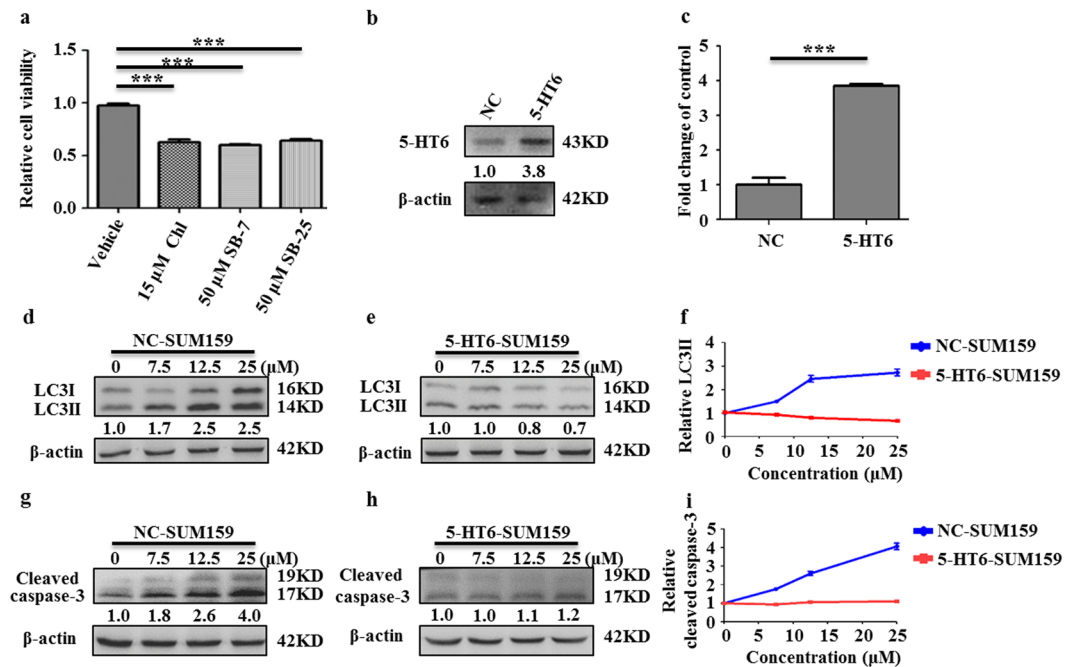 a
Relative cell viability
1.5
1.0
0.5
0.0
***
***
***
Vehicle
15 μM Chl
50 μM SB-7
50 μM SB-25
b
NC
5-HT6
5-HT6
43KD
1.0 3.8
β-actin
42KD
c
Fold change of control
5
4
3
2
1
0
***
NC
5-HT6
d
NC-SUM159
0 7.5 12.5 25 (μM)
LC3I
16KD
LC3II
14KD
1.0 1.7 2.5 2.5
β-actin
42KD
e
5-HT6-SUM159
0 7.5 12.5 25 (μM)
LC3I
16KD
LC3II
14KD
1.0 1.0 0.8 0.7
β-actin
42KD
f
Relative LC3II
4
3
2
1
0
0 5 10 15 20 25
Concentration (μM)
NC-SUM159
5-HT6-SUM159
g
NC-SUM159
0 7.5 12.5 25 (μM)
Cleaved
caspase-3
19KD
17KD
1.0 1.8 2.6 4.0
β-actin
42KD
h
5-HT6-SUM159
0 7.5 12.5 25 (μM)
Cleaved
caspase-3
19KD
17KD
1.0 1.0 1.1 1.2
β-actin
42KD
i
Relative
cleaved caspase-3
5
4
3
2
1
0
0 5 10 15 20 25
Concentration (μM)
NC-SUM159
5-HT6-SUM159